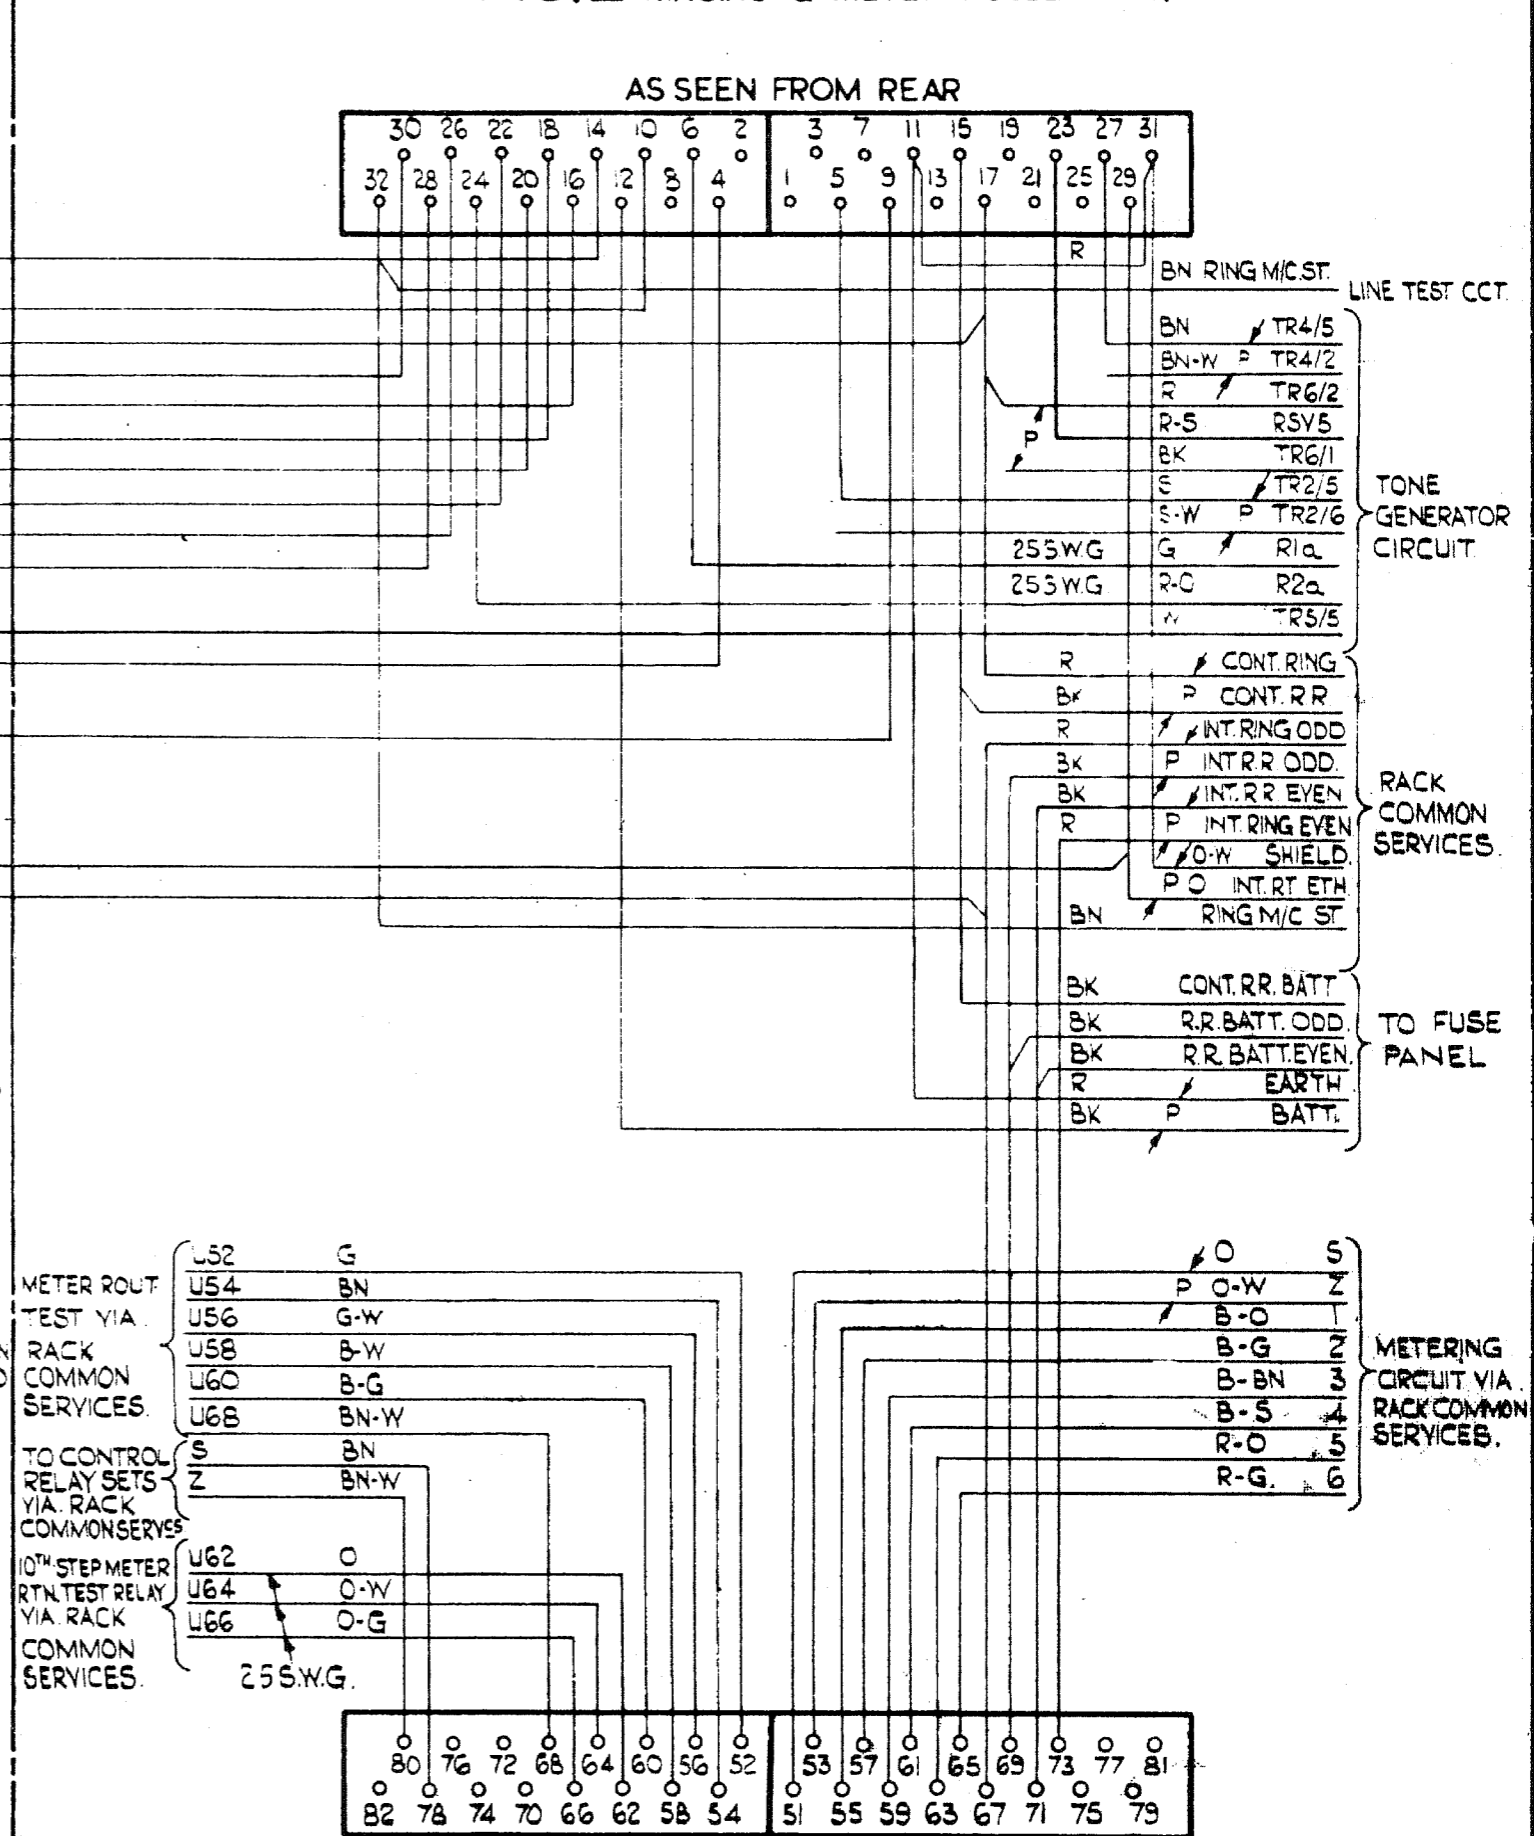 AS SEEN FROM REAR
30 26 22 18 14 10 6 2 3 7 11 15 19 23 27 31
32 28 24 20 16 12 8 4 1 5 9 13 17 21 25 29
R
BN RING M/C.ST.
LINE TEST CCT.
BN TR4/5
BN-W P TR4/2
R TR6/2
R-S RSY5
P
BK TR6/1
S TR2/5
S-W P TR2/6
25S.W.G G R1a
25S.W.G. R-O R2a
W TR5/5
TONE
GENERATOR
CIRCUIT
R CONT. RING
BK P CONT. R R
R INT. RING ODD
BK P INT R.R ODD.
BK INT. R R. EVEN
R P INT. RING EVEN
O-W SHIELD.
P O INT. RT ETH
BN RING M/C ST
RACK
COMMON
SERVICES.
BK CONT. R.R. BATT
BK R.R. BATT. ODD.
BK R.R. BATT. EVEN.
R EARTH
BK P BATT.
TO FUSE
PANEL
U52 G
U54 BN
U56 G-W
U58 B-W
U60 B-G
U68 BN-W
METER ROUT
TEST VIA.
RACK
COMMON
SERVICES.
S BN
Z BN-W
TO CONTROL
RELAY SETS
VIA. RACK
COMMON SERVES
U62 O
U64 O-W
U66 O-G
10TH STEP METER
RTN. TEST RELAY
VIA. RACK
COMMON
SERVICES.
25 S.W.G.
O S
P O-W Z
B-O 1
B-G 2
B-BN 3
B-S 4
R-O 5
R-G. 6
METERING
CIRCUIT VIA.
RACK COMMON
SERVICES.
80 76 72 68 64 60 56 52 53 57 61 65 69 73 77 81
82 78 74 70 66 62 58 54 51 55 59 63 67 71 75 79